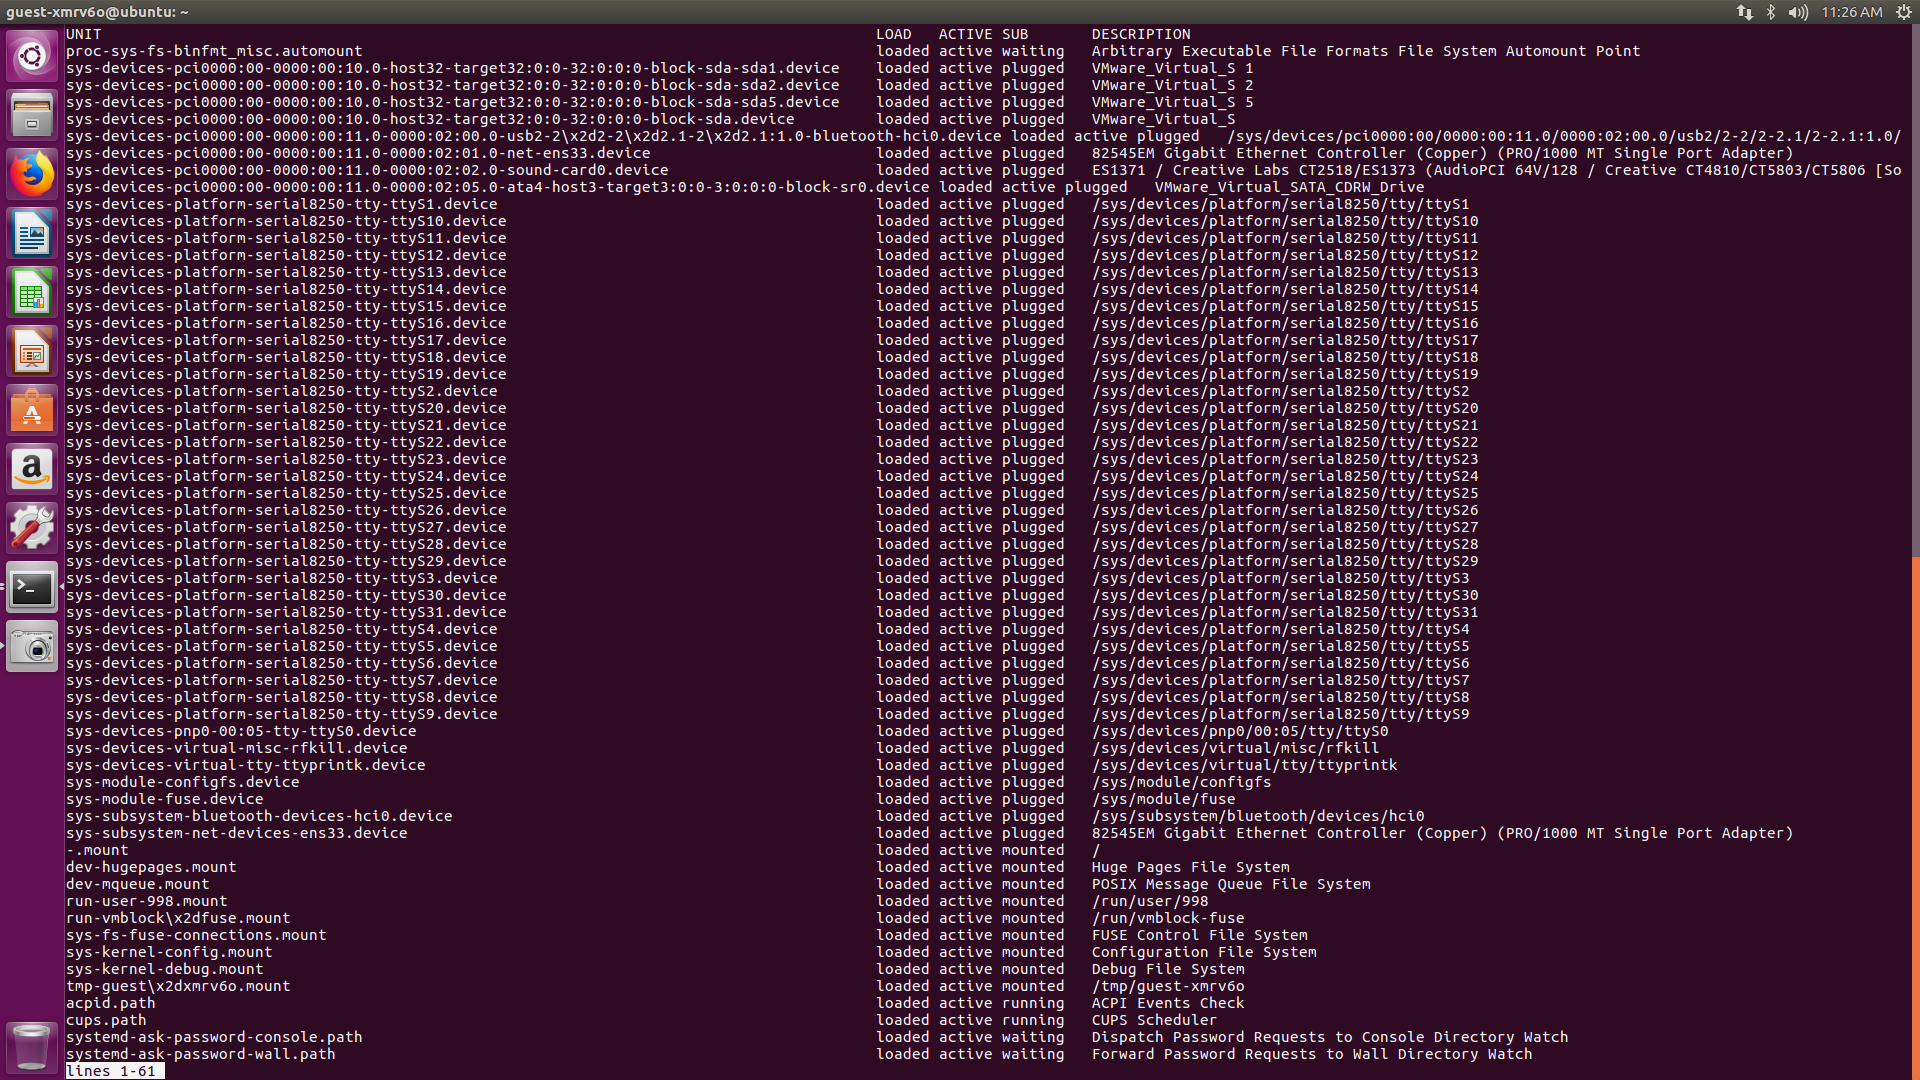 guest-xmrv6o@ubuntu: ~ 11:26 AM
UNIT LOAD ACTIVE SUB DESCRIPTION
proc-sys-fs-binfmt_misc.automount loaded active waiting Arbitrary Executable File Formats File System Automount Point
sys-devices-pci0000:00-0000:00:10.0-host32-target32:0:0-32:0:0:0-block-sda-sda1.device loaded active plugged VMware_Virtual_S 1
sys-devices-pci0000:00-0000:00:10.0-host32-target32:0:0-32:0:0:0-block-sda-sda2.device loaded active plugged VMware_Virtual_S 2
sys-devices-pci0000:00-0000:00:10.0-host32-target32:0:0-32:0:0:0-block-sda-sda5.device loaded active plugged VMware_Virtual_S 5
sys-devices-pci0000:00-0000:00:10.0-host32-target32:0:0-32:0:0:0-block-sda.device loaded active plugged VMware_Virtual_S
sys-devices-pci0000:00-0000:00:11.0-0000:02:00.0-usb2-2\x2d2-2\x2d2.1-2\x2d2.1:1.0-bluetooth-hci0.device loaded active plugged /sys/devices/pci0000:00/0000:00:11.0/0000:02:00.0/usb2/2-2/2-2.1/2-2.1:1.0/
sys-devices-pci0000:00-0000:00:11.0-0000:02:01.0-net-ens33.device loaded active plugged 82545EM Gigabit Ethernet Controller (Copper) (PRO/1000 MT Single Port Adapter)
sys-devices-pci0000:00-0000:00:11.0-0000:02:02.0-sound-card0.device loaded active plugged ES1371 / Creative Labs CT2518/ES1373 (AudioPCI 64V/128 / Creative CT4810/CT5803/CT5806 [So
sys-devices-pci0000:00-0000:00:11.0-0000:02:05.0-ata4-host3-target3:0:0-3:0:0:0-block-sr0.device loaded active plugged VMware_Virtual_SATA_CDRW_Drive
sys-devices-platform-serial8250-tty-ttyS1.device loaded active plugged /sys/devices/platform/serial8250/tty/ttyS1
sys-devices-platform-serial8250-tty-ttyS10.device loaded active plugged /sys/devices/platform/serial8250/tty/ttyS10
sys-devices-platform-serial8250-tty-ttyS11.device loaded active plugged /sys/devices/platform/serial8250/tty/ttyS11
sys-devices-platform-serial8250-tty-ttyS12.device loaded active plugged /sys/devices/platform/serial8250/tty/ttyS12
sys-devices-platform-serial8250-tty-ttyS13.device loaded active plugged /sys/devices/platform/serial8250/tty/ttyS13
sys-devices-platform-serial8250-tty-ttyS14.device loaded active plugged /sys/devices/platform/serial8250/tty/ttyS14
sys-devices-platform-serial8250-tty-ttyS15.device loaded active plugged /sys/devices/platform/serial8250/tty/ttyS15
sys-devices-platform-serial8250-tty-ttyS16.device loaded active plugged /sys/devices/platform/serial8250/tty/ttyS16
sys-devices-platform-serial8250-tty-ttyS17.device loaded active plugged /sys/devices/platform/serial8250/tty/ttyS17
sys-devices-platform-serial8250-tty-ttyS18.device loaded active plugged /sys/devices/platform/serial8250/tty/ttyS18
sys-devices-platform-serial8250-tty-ttyS19.device loaded active plugged /sys/devices/platform/serial8250/tty/ttyS19
sys-devices-platform-serial8250-tty-ttyS2.device loaded active plugged /sys/devices/platform/serial8250/tty/ttyS2
sys-devices-platform-serial8250-tty-ttyS20.device loaded active plugged /sys/devices/platform/serial8250/tty/ttyS20
sys-devices-platform-serial8250-tty-ttyS21.device loaded active plugged /sys/devices/platform/serial8250/tty/ttyS21
sys-devices-platform-serial8250-tty-ttyS22.device loaded active plugged /sys/devices/platform/serial8250/tty/ttyS22
sys-devices-platform-serial8250-tty-ttyS23.device loaded active plugged /sys/devices/platform/serial8250/tty/ttyS23
sys-devices-platform-serial8250-tty-ttyS24.device loaded active plugged /sys/devices/platform/serial8250/tty/ttyS24
sys-devices-platform-serial8250-tty-ttyS25.device loaded active plugged /sys/devices/platform/serial8250/tty/ttyS25
sys-devices-platform-serial8250-tty-ttyS26.device loaded active plugged /sys/devices/platform/serial8250/tty/ttyS26
sys-devices-platform-serial8250-tty-ttyS27.device loaded active plugged /sys/devices/platform/serial8250/tty/ttyS27
sys-devices-platform-serial8250-tty-ttyS28.device loaded active plugged /sys/devices/platform/serial8250/tty/ttyS28
sys-devices-platform-serial8250-tty-ttyS29.device loaded active plugged /sys/devices/platform/serial8250/tty/ttyS29
sys-devices-platform-serial8250-tty-ttyS3.device loaded active plugged /sys/devices/platform/serial8250/tty/ttyS3
sys-devices-platform-serial8250-tty-ttyS30.device loaded active plugged /sys/devices/platform/serial8250/tty/ttyS30
sys-devices-platform-serial8250-tty-ttyS31.device loaded active plugged /sys/devices/platform/serial8250/tty/ttyS31
sys-devices-platform-serial8250-tty-ttyS4.device loaded active plugged /sys/devices/platform/serial8250/tty/ttyS4
sys-devices-platform-serial8250-tty-ttyS5.device loaded active plugged /sys/devices/platform/serial8250/tty/ttyS5
sys-devices-platform-serial8250-tty-ttyS6.device loaded active plugged /sys/devices/platform/serial8250/tty/ttyS6
sys-devices-platform-serial8250-tty-ttyS7.device loaded active plugged /sys/devices/platform/serial8250/tty/ttyS7
sys-devices-platform-serial8250-tty-ttyS8.device loaded active plugged /sys/devices/platform/serial8250/tty/ttyS8
sys-devices-platform-serial8250-tty-ttyS9.device loaded active plugged /sys/devices/platform/serial8250/tty/ttyS9
sys-devices-pnp0-00:05-tty-ttyS0.device loaded active plugged /sys/devices/pnp0/00:05/tty/ttyS0
sys-devices-virtual-misc-rfkill.device loaded active plugged /sys/devices/virtual/misc/rfkill
sys-devices-virtual-tty-ttyprintk.device loaded active plugged /sys/devices/virtual/tty/ttyprintk
sys-module-configfs.device loaded active plugged /sys/module/configfs
sys-module-fuse.device loaded active plugged /sys/module/fuse
sys-subsystem-bluetooth-devices-hci0.device loaded active plugged /sys/subsystem/bluetooth/devices/hci0
sys-subsystem-net-devices-ens33.device loaded active plugged 82545EM Gigabit Ethernet Controller (Copper) (PRO/1000 MT Single Port Adapter)
-.mount loaded active mounted /
dev-hugepages.mount loaded active mounted Huge Pages File System
dev-mqueue.mount loaded active mounted POSIX Message Queue File System
run-user-998.mount loaded active mounted /run/user/998
run-vmblock\x2dfuse.mount loaded active mounted /run/vmblock-fuse
sys-fs-fuse-connections.mount loaded active mounted FUSE Control File System
sys-kernel-config.mount loaded active mounted Configuration File System
sys-kernel-debug.mount loaded active mounted Debug File System
tmp-guest\x2dxmrv6o.mount loaded active mounted /tmp/guest-xmrv6o
acpid.path loaded active running ACPI Events Check
cups.path loaded active running CUPS Scheduler
systemd-ask-password-console.path loaded active waiting Dispatch Password Requests to Console Directory Watch
systemd-ask-password-wall.path loaded active waiting Forward Password Requests to Wall Directory Watch
lines 1-61